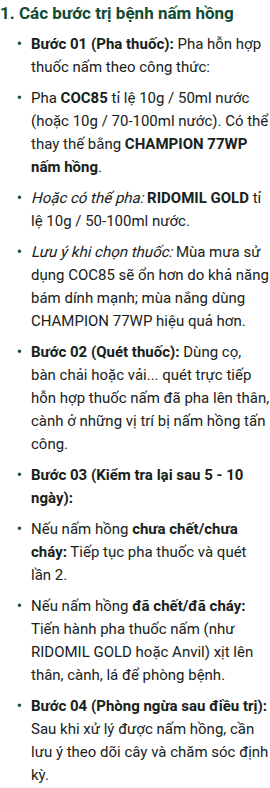 1. Các bước trị bệnh nấm hồng
• Bước 01 (Pha thuốc): Pha hỗn hợp
thuốc nấm theo công thức:
• Pha COC85 tỉ lệ 10g / 50ml nước
(hoặc 10g / 70-100ml nước). Có thể
thay thế bằng CHAMPION 77WP
nấm hồng.
• Hoặc có thể pha: RIDOMIL GOLD tỉ
lệ 10g / 50-100ml nước.
• Lưu ý khi chọn thuốc: Mùa mưa sử
dụng COC85 sẽ ổn hơn do khả năng
bám dính mạnh; mùa nắng dùng
CHAMPION 77WP hiệu quả hơn.
• Bước 02 (Quét thuốc): Dùng cọ,
bàn chải hoặc vải... quét trực tiếp
hỗn hợp thuốc nấm đã pha lên thân,
cành ở những vị trí bị nấm hồng tấn
công.
• Bước 03 (Kiểm tra lại sau 5 - 10
ngày):
• Nếu nấm hồng chưa chết/chưa
cháy: Tiếp tục pha thuốc và quét
lần 2.
• Nếu nấm hồng đã chết/đã cháy:
Tiến hành pha thuốc nấm (như
RIDOMIL GOLD hoặc Anvil) xịt lên
thân, cành, lá để phòng bệnh.
• Bước 04 (Phòng ngừa sau điều trị):
Sau khi xử lý được nấm hồng, cần
lưu ý theo dõi cây và chăm sóc định
kỳ.